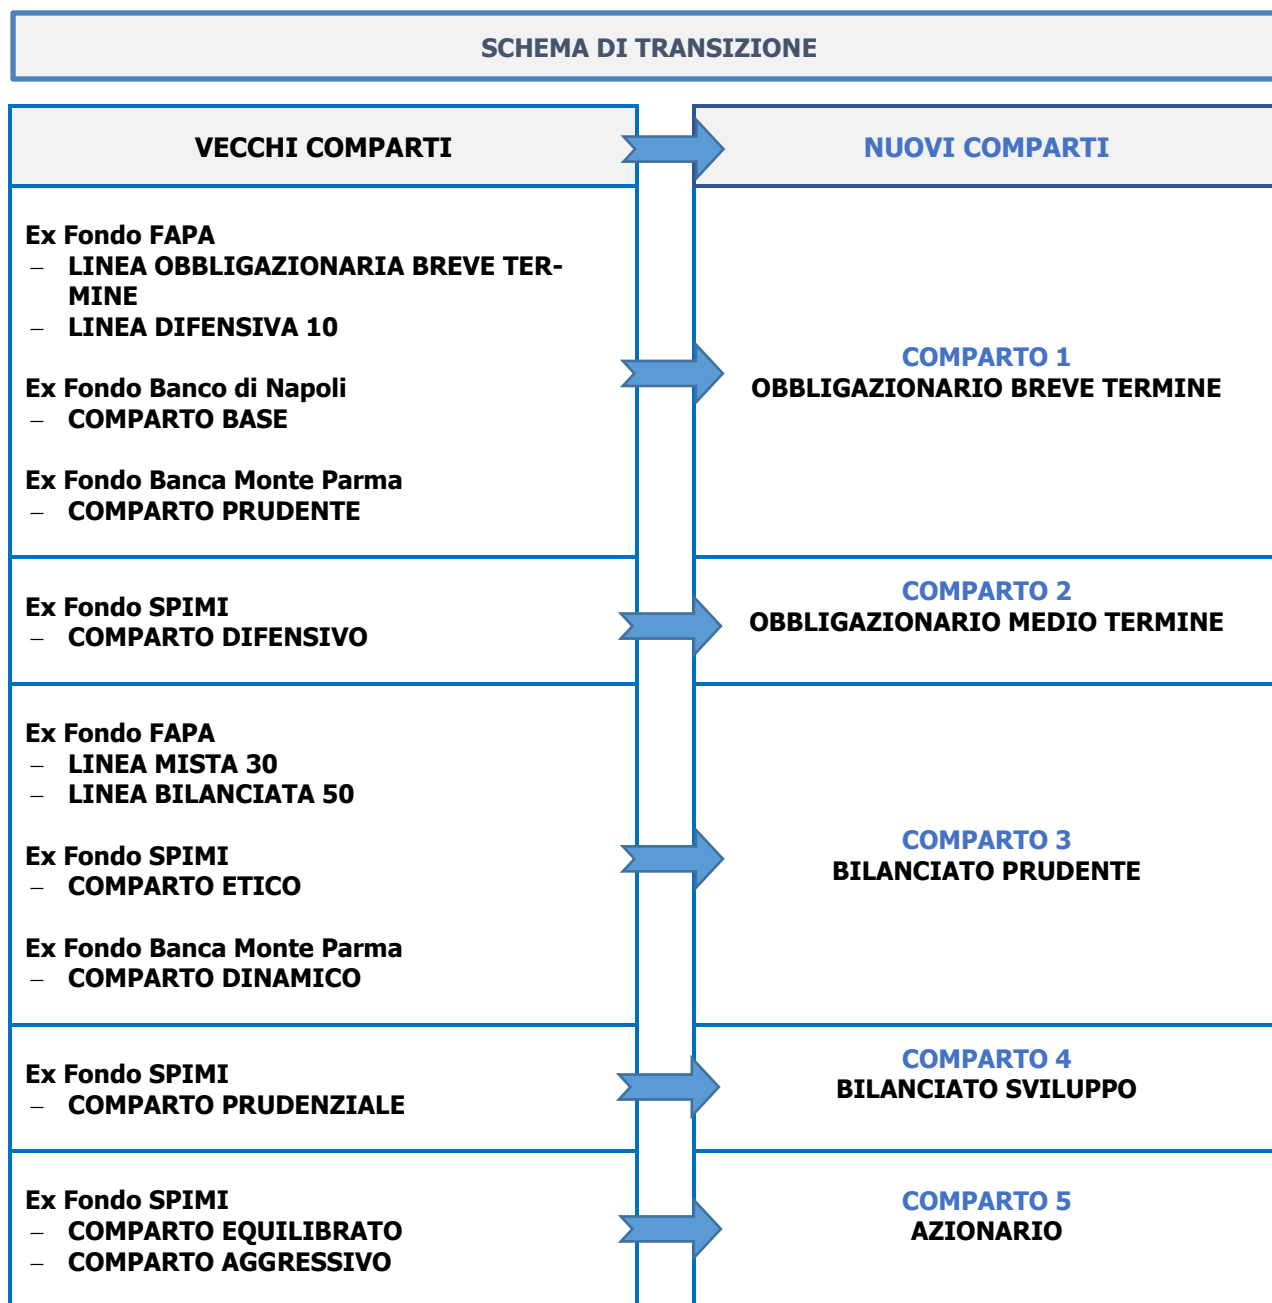 SCHEMA DI TRANSIZIONE
VECCHI COMPARTI
NUOVI COMPARTI
Ex Fondo FAPA
– LINEA OBBLIGAZIONARIA BREVE TER-
MINE
– LINEA DIFENSIVA 10
Ex Fondo Banco di Napoli
– COMPARTO BASE
Ex Fondo Banca Monte Parma
– COMPARTO PRUDENTE
COMPARTO 1
OBBLIGAZIONARIO BREVE TERMINE
Ex Fondo SPIMI
– COMPARTO DIFENSIVO
COMPARTO 2
OBBLIGAZIONARIO MEDIO TERMINE
Ex Fondo FAPA
– LINEA MISTA 30
– LINEA BILANCIATA 50
Ex Fondo SPIMI
– COMPARTO ETICO
Ex Fondo Banca Monte Parma
– COMPARTO DINAMICO
COMPARTO 3
BILANCIATO PRUDENTE
Ex Fondo SPIMI
– COMPARTO PRUDENZIALE
COMPARTO 4
BILANCIATO SVILUPPO
Ex Fondo SPIMI
– COMPARTO EQUILIBRATO
– COMPARTO AGGRESSIVO
COMPARTO 5
AZIONARIO